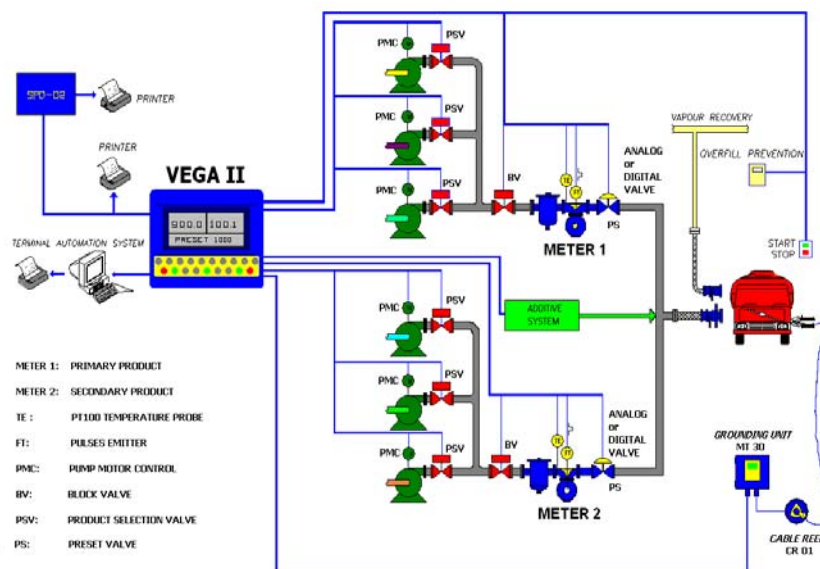 SPD-02
PRINTER
PRINTER
VEGA II
900.0 100.1
PRESET 1000
TERMINAL AUTOMATION SYSTEM
PMC
PSV
PMC
PSV
PMC
PSV
BV
TE
FT
ANALOG
or
DIGITAL
VALVE
PS
METER 1
VAPOUR RECOVERY
OVERFILL PREVENTION
START
STOP
ADDITIVE
SYSTEM
PMC
PSV
PMC
PSV
PMC
PSV
BV
TE
FT
ANALOG
or
DIGITAL
VALVE
PS
METER 2
GROUNDING UNIT
MT 30
CABLE REE
CR 01
METER 1: PRIMARY PRODUCT
METER 2: SECONDARY PRODUCT
TE : PT100 TEMPERATURE PROBE
FT: PULSES EMITTER
PMC: PUMP MOTOR CONTROL
BV: BLOCK VALVE
PSV: PRODUCT SELECTION VALVE
PS: PRESET VALVE